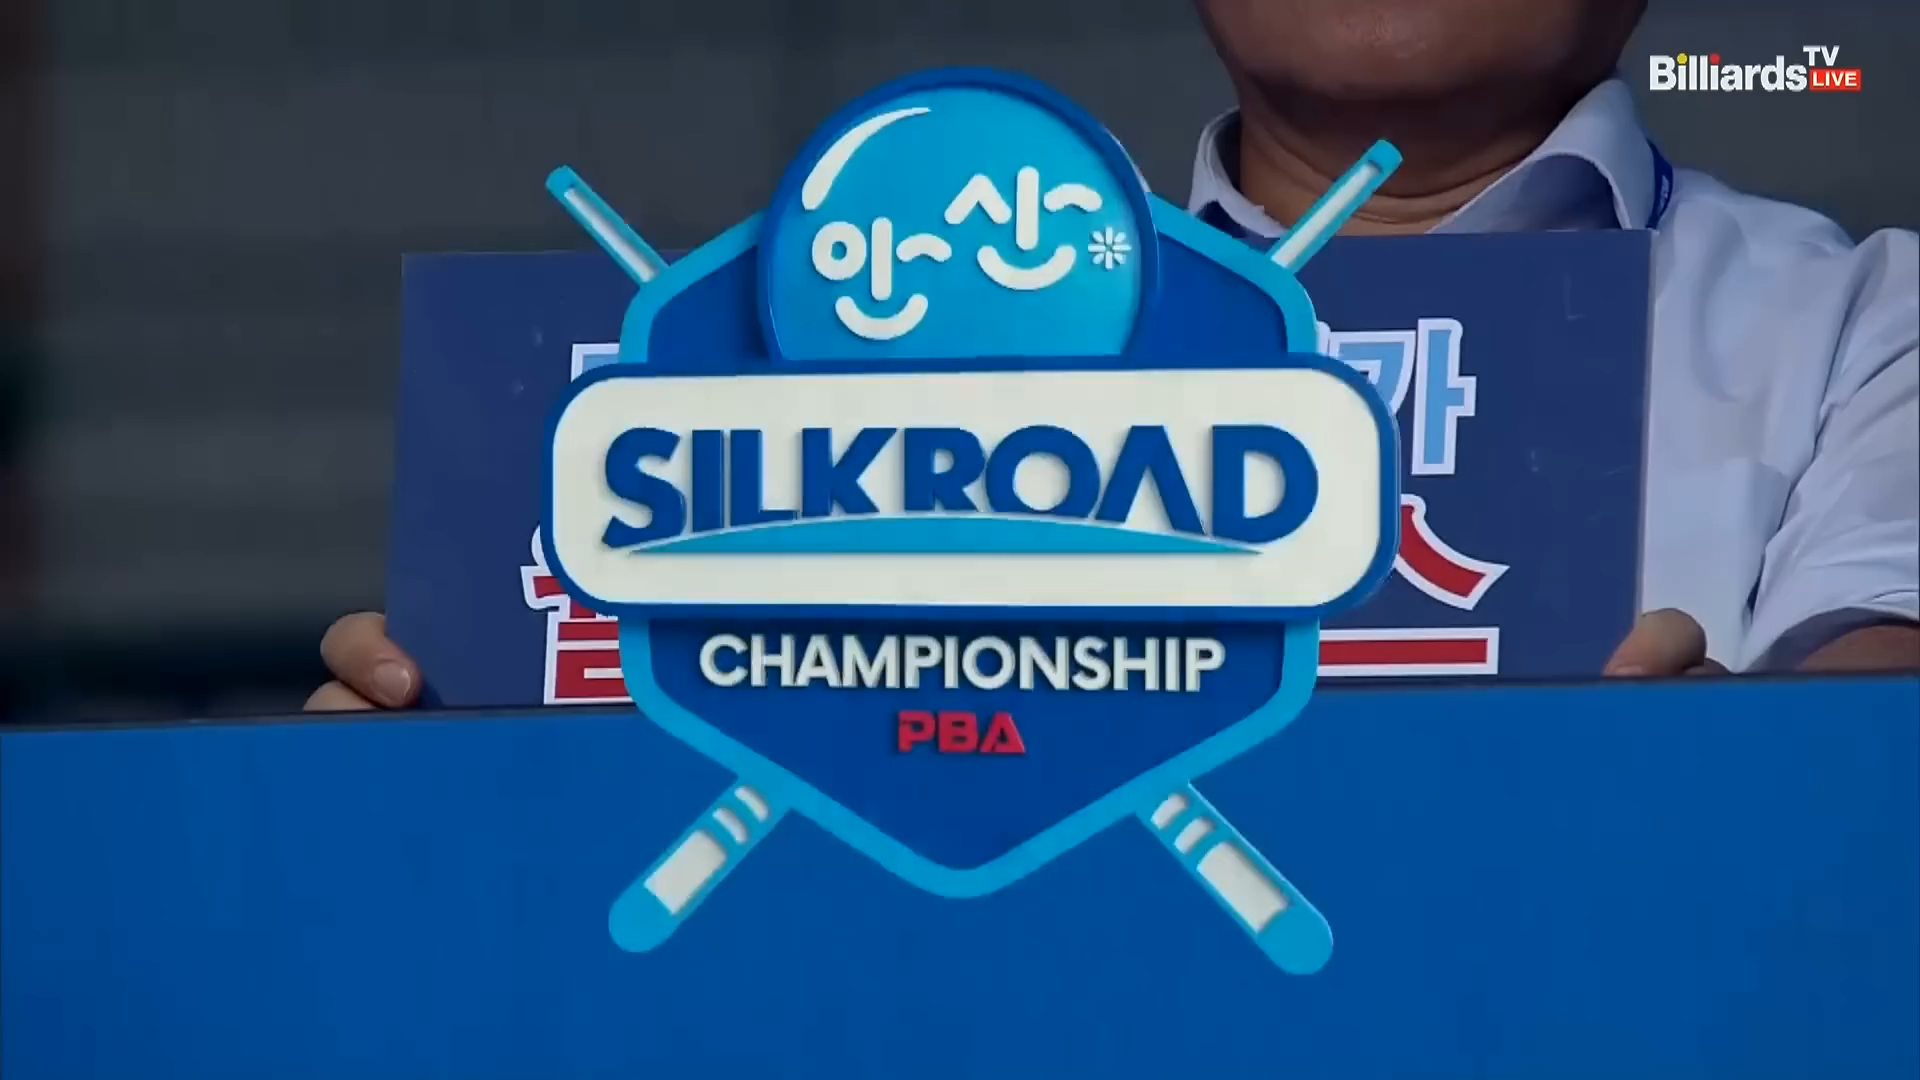 Billiards TV
LIVE
안산
SILKROAD
CHAMPIONSHIP
PBA